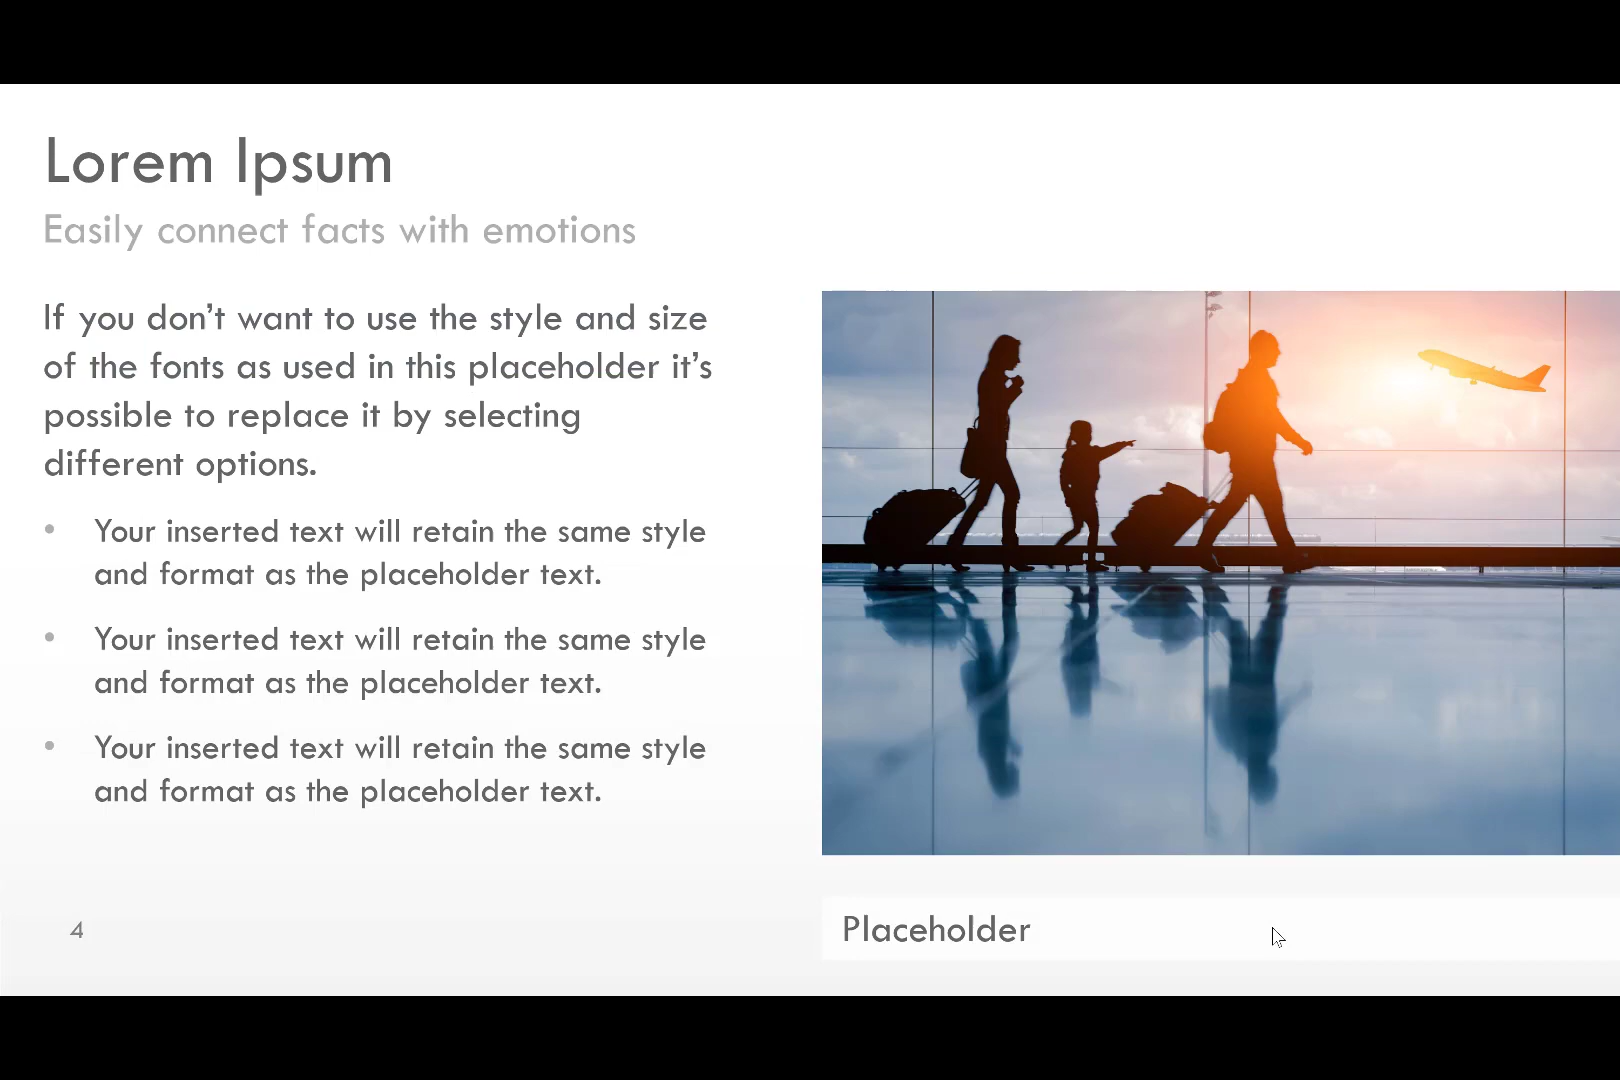 Lorem Ipsum
Easily connect facts with emotions
If you don’t want to use the style and size
of the fonts as used in this placeholder it’s
possible to replace it by selecting
different options.
• Your inserted text will retain the same style
and format as the placeholder text.
• Your inserted text will retain the same style
and format as the placeholder text.
• Your inserted text will retain the same style
and format as the placeholder text.
4
Placeholder